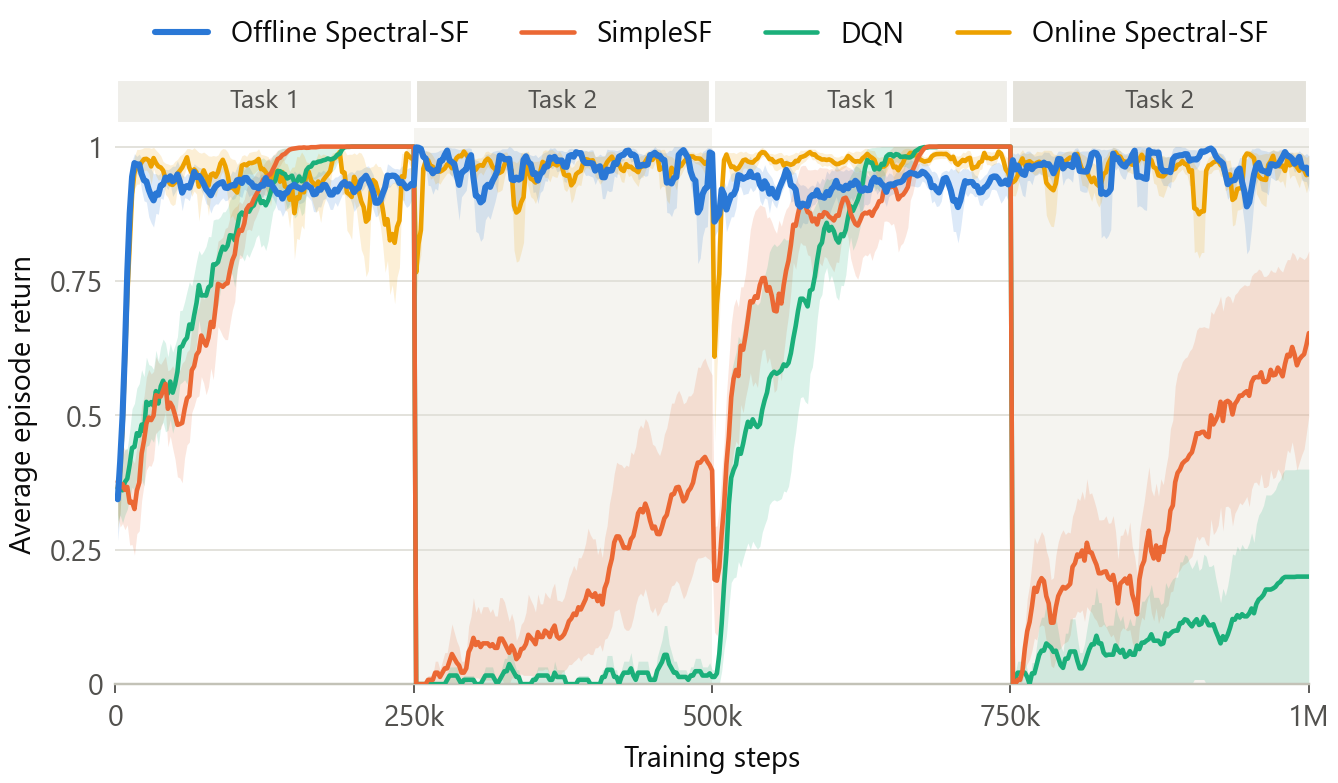 Offline Spectral-SF SimpleSF DQN Online Spectral-SF
Task 1 Task 2 Task 1 Task 2
1
0.75
0.5
0.25
0
Average episode return
0 250k 500k 750k 1M
Training steps